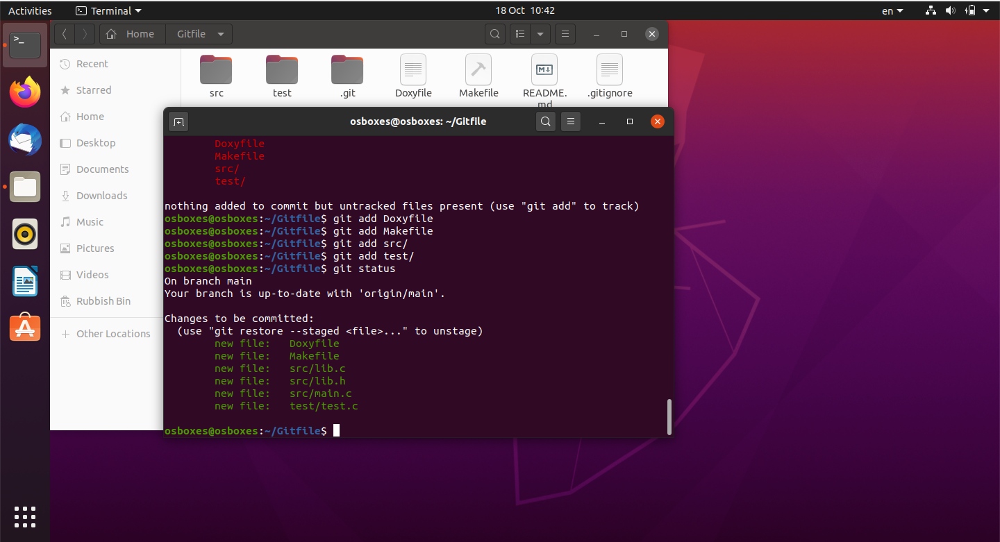 Activities Terminal 18 Oct 10:42 en
Home Gitfile
Recent
Starred
Home
Desktop
Documents
Downloads
Music
Pictures
Videos
Rubbish Bin
Other Locations
src test .git Doxyfile Makefile README. .gitignore
md
osboxes@osboxes: ~/Gitfile
Doxyfile
Makefile
src/
test/
nothing added to commit but untracked files present (use "git add" to track)
osboxes@osboxes:~/Gitfile$ git add Doxyfile
osboxes@osboxes:~/Gitfile$ git add Makefile
osboxes@osboxes:~/Gitfile$ git add src/
osboxes@osboxes:~/Gitfile$ git add test/
osboxes@osboxes:~/Gitfile$ git status
On branch main
Your branch is up-to-date with 'origin/main'.
Changes to be committed:
(use "git restore --staged <file>..." to unstage)
new file: Doxyfile
new file: Makefile
new file: src/lib.c
new file: src/lib.h
new file: src/main.c
new file: test/test.c
osboxes@osboxes:~/Gitfile$